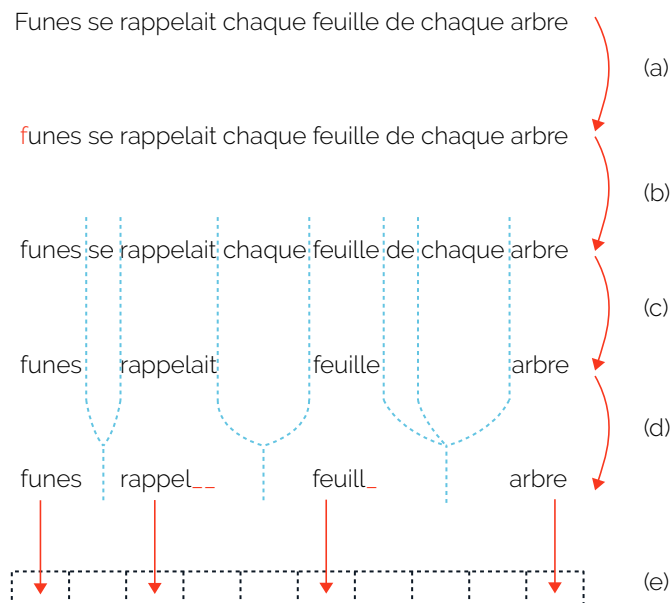 Funes se rappelait chaque feuille de chaque arbre
(a)
funes se rappelait chaque feuille de chaque arbre
(b)
funes se rappelait chaque feuille de chaque arbre
(c)
funes rappelait feuille arbre
(d)
funes rappel__ feuill_ arbre
(e)